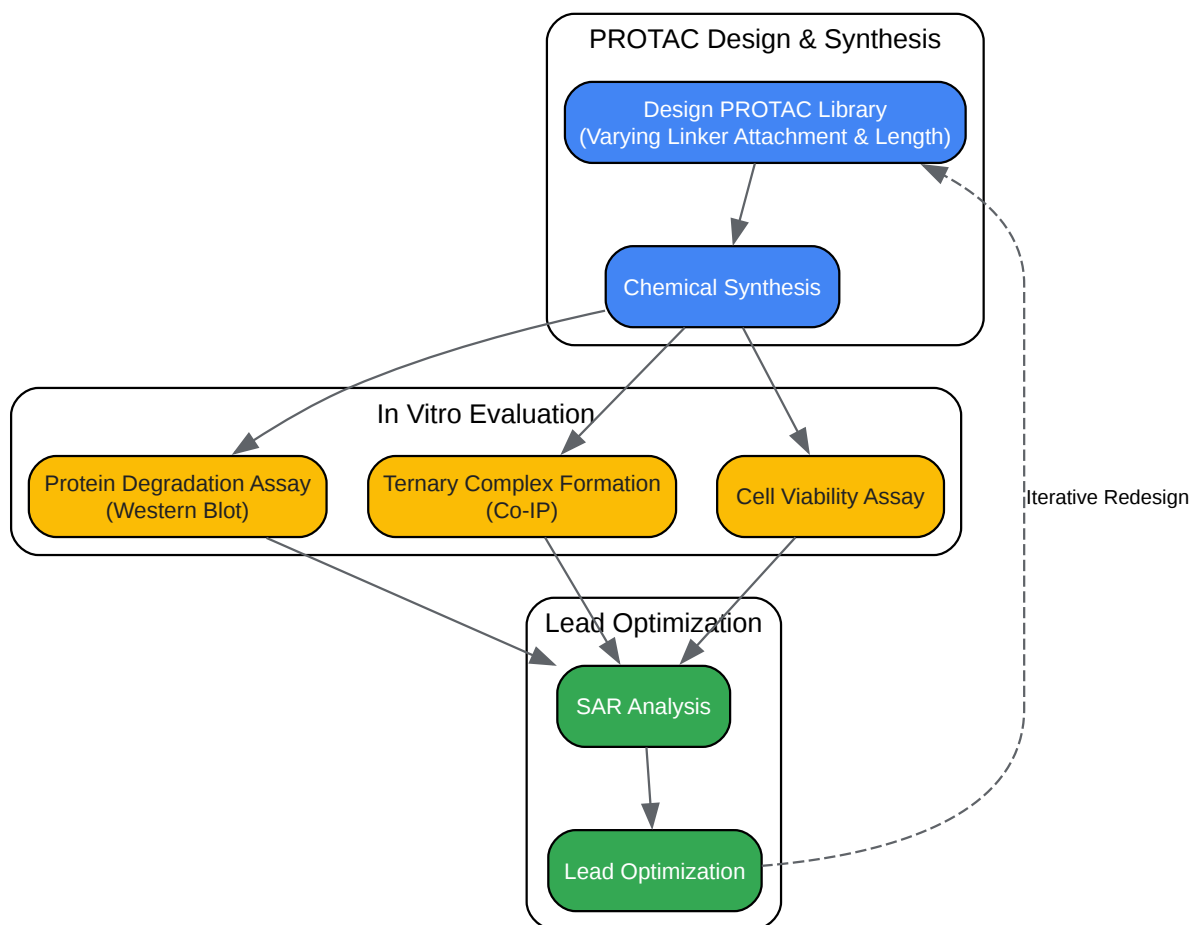 PROTAC Design & Synthesis
Design PROTAC Library
(Varying Linker Attachment & Length)
Chemical Synthesis
In Vitro Evaluation
Protein Degradation Assay
(Western Blot)
Ternary Complex Formation
(Co-IP)
Cell Viability Assay
Iterative Redesign
Lead Optimization
SAR Analysis
Lead Optimization